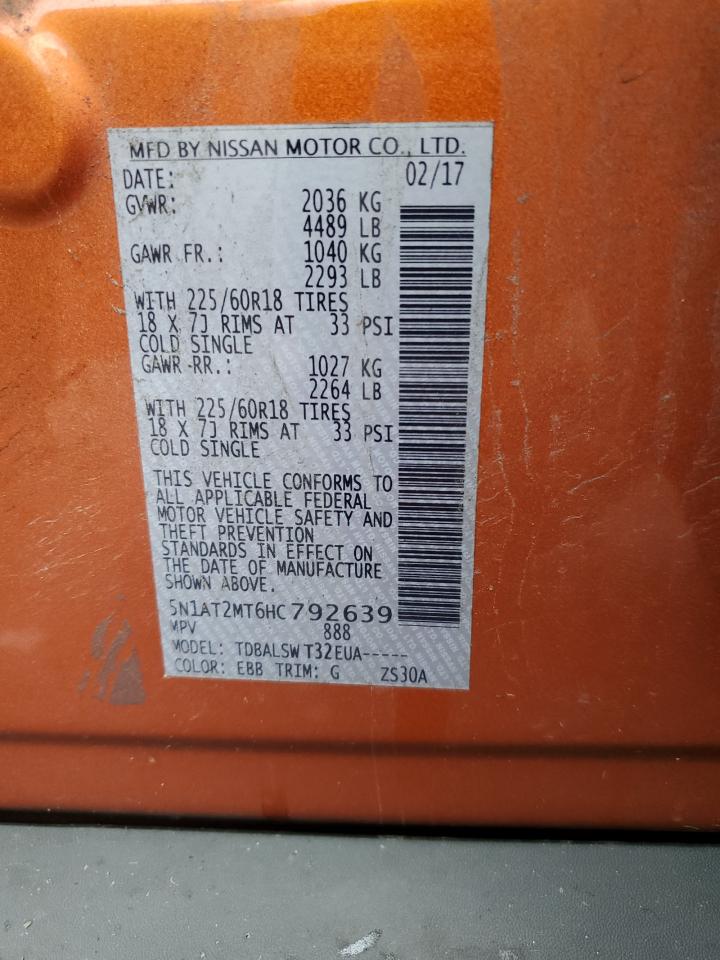 MFD BY NISSAN MOTOR CO., LTD.
DATE: 02/17
GVWR: 2036 KG
4489 LB
GAWR FR.: 1040 KG
2293 LB
WITH 225/60R18 TIRES
18 X 7J RIMS AT 33 PSI
COLD SINGLE
GAWR RR.: 1027 KG
2264 LB
WITH 225/60R18 TIRES
18 X 7J RIMS AT 33 PSI
COLD SINGLE
THIS VEHICLE CONFORMS TO
ALL APPLICABLE FEDERAL
MOTOR VEHICLE SAFETY AND
THEFT PREVENTION
STANDARDS IN EFFECT ON
THE DATE OF MANUFACTURE
SHOWN ABOVE.
5N1AT2MT6HC792639
MPV 888
MODEL: TDBALSWT32EUA-----
COLOR: EBB TRIM: G ZS30A